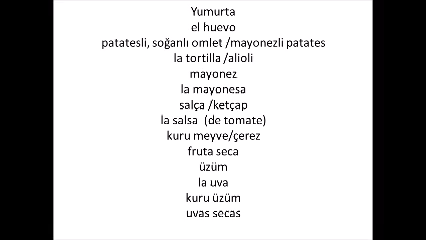 Yumurta
el huevo
patatesli, soğanlı omlet /mayonezli patates
la tortilla /alioli
mayonez
la mayonesa
salça /ketçap
la salsa  (de tomate)
kuru meyve/çerez
fruta seca
üzüm
la uva
kuru üzüm
uvas secas